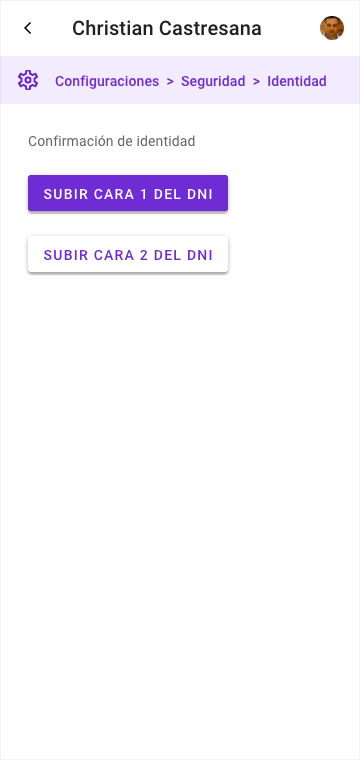 Christian Castresana
Configuraciones > Seguridad > Identidad
Confirmación de identidad
SUBIR CARA 1 DEL DNI
SUBIR CARA 2 DEL DNI